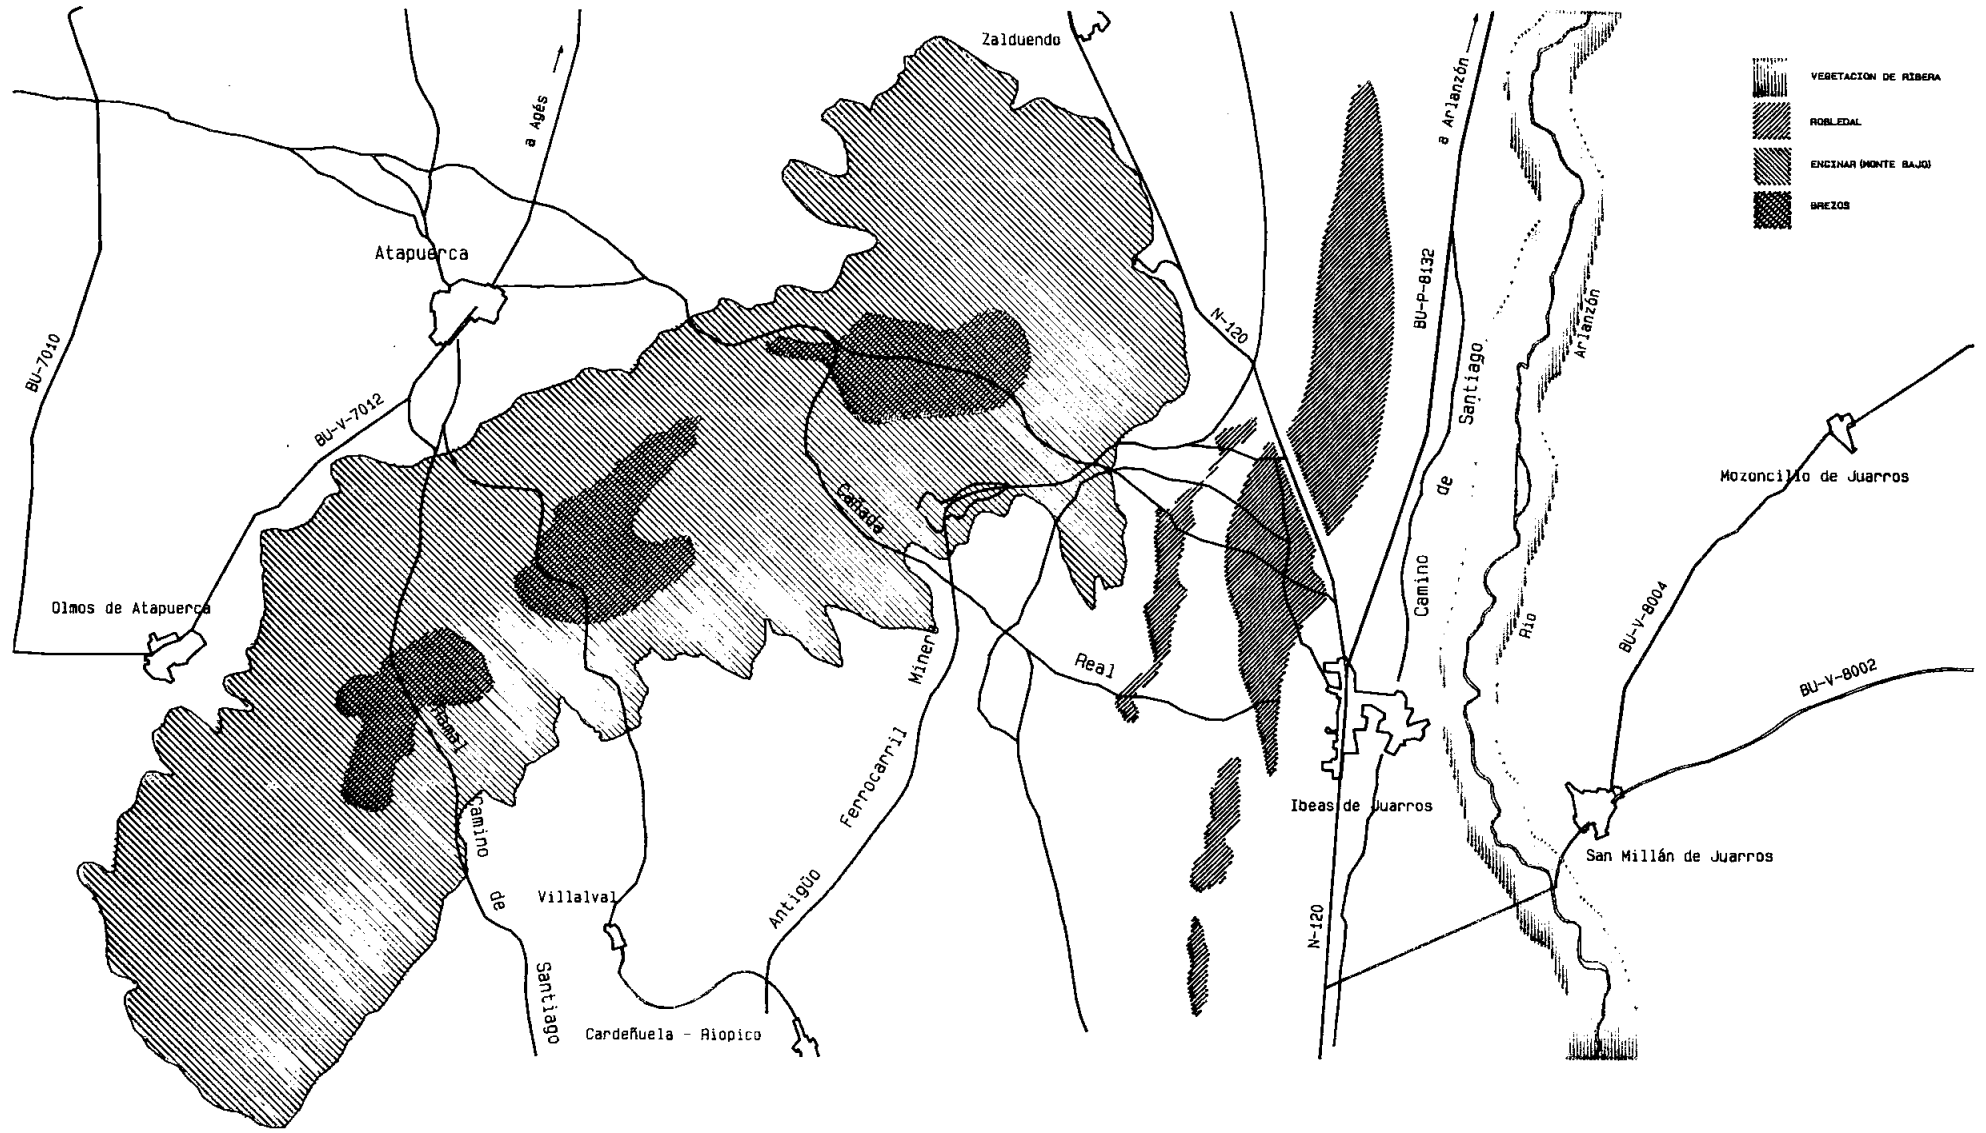 Zalduendo
a Agés
a Arlanzón
VEGETACION DE RIBERA
ROBLEDAL
ENCINAR (MONTE BAJO)
BREZOS
Atapuerca
BU-7010
BU-V-7012
N-120
BU-P-8132
Arlanzón
Santiago
de
Camino
Río
Mozoncillo de Juarros
Cañada
Real
Olmos de Atapuerca
Minero
Ferrocarril
Antigüo
BU-V-8004
BU-V-8002
Ramal
Camino
de
Santiago
Ibeas de Juarros
San Millán de Juarros
Villalval
N-120
Cardeñuela - Riopico